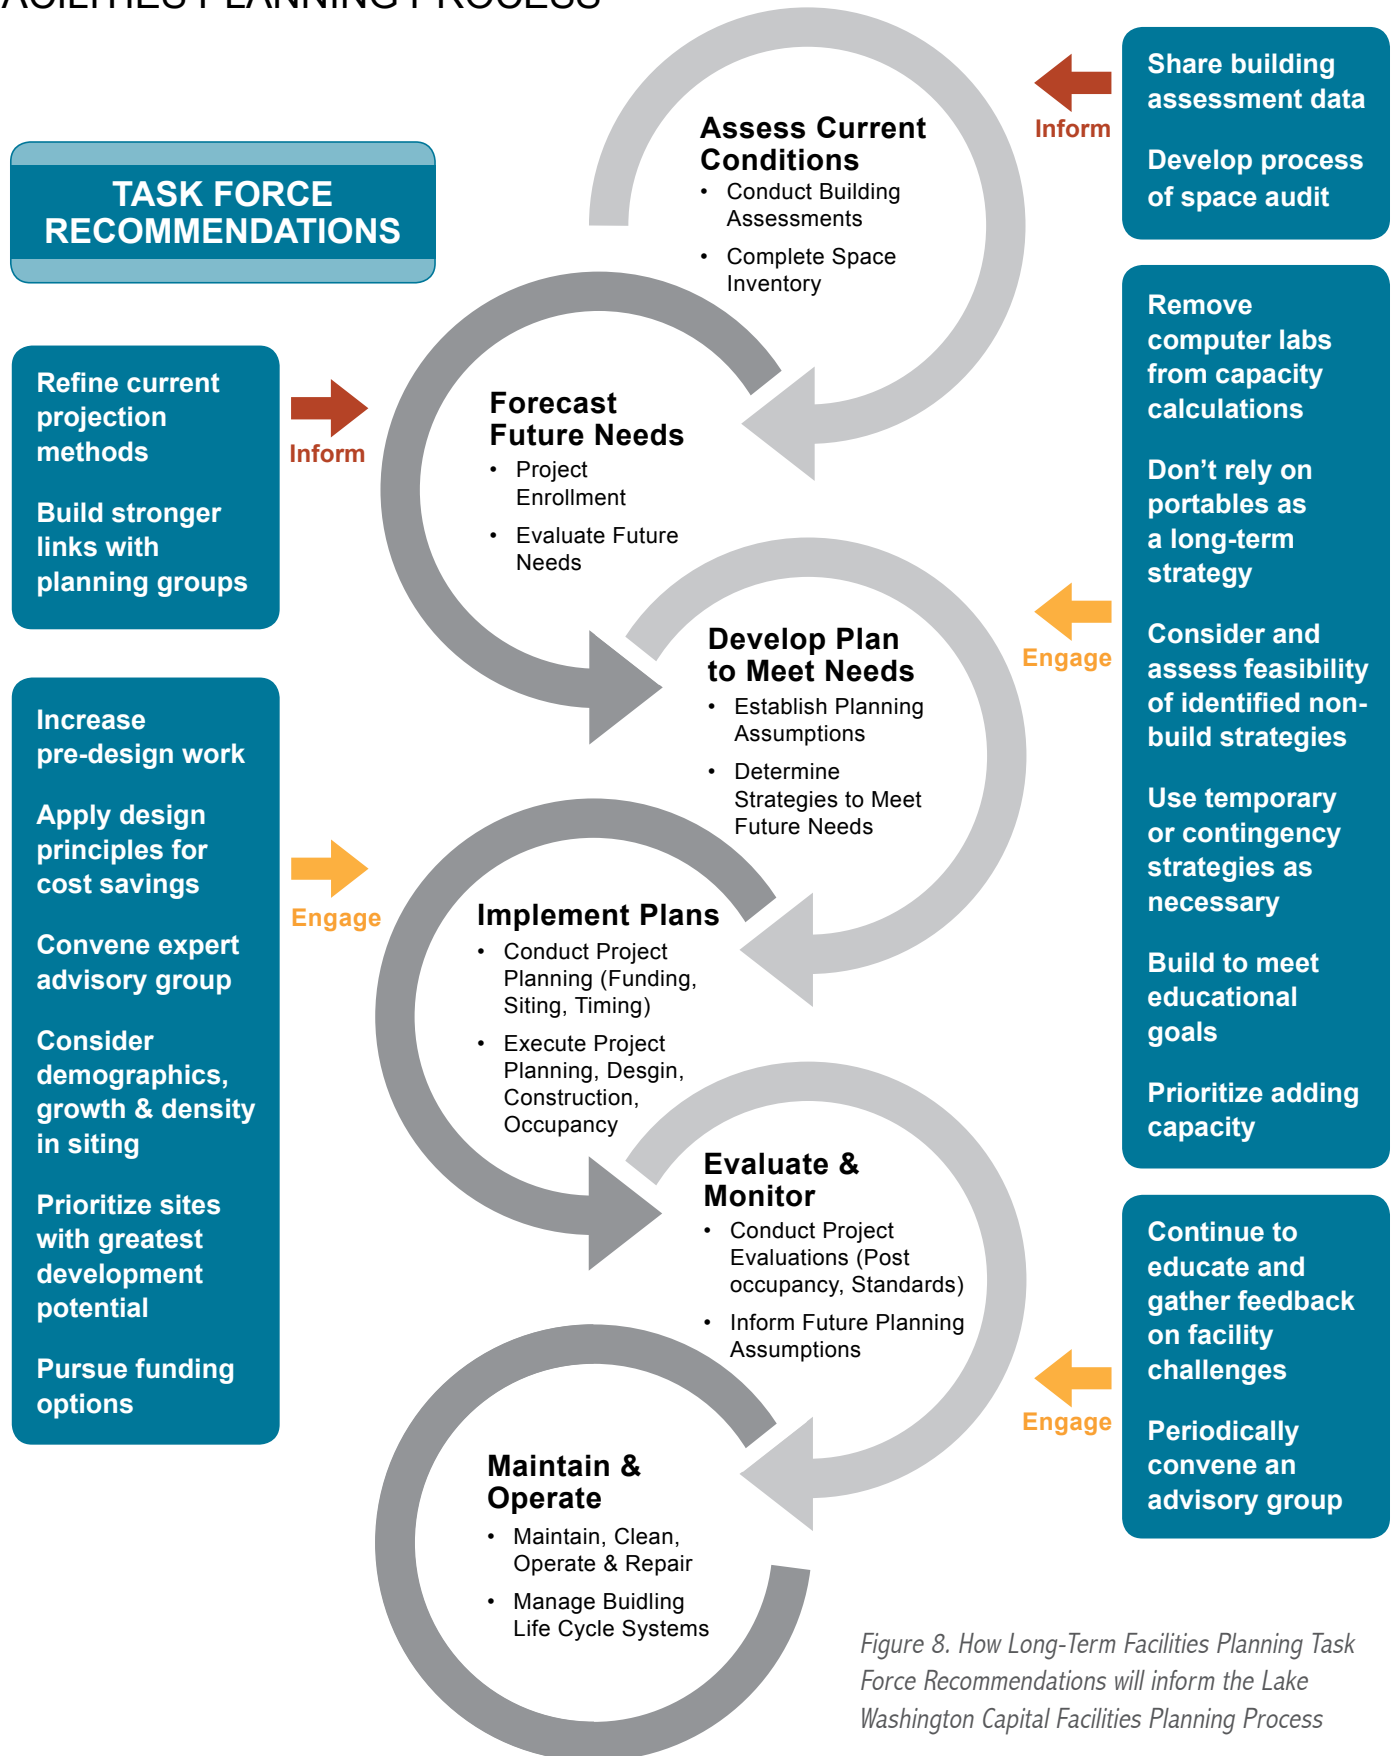 ACILITIES PLANNING PROCESS
TASK FORCE
RECOMMENDATIONS
Assess Current
Conditions
• Conduct Building
Assessments
• Complete Space
Inventory
Inform
Share building
assessment data
Develop process
of space audit
Refine current
projection
methods
Build stronger
links with
planning groups
Inform
Forecast
Future Needs
• Project
Enrollment
• Evaluate Future
Needs
Develop Plan
to Meet Needs
• Establish Planning
Assumptions
• Determine
Strategies to Meet
Future Needs
Engage
Remove
computer labs
from capacity
calculations
Don’t rely on
portables as
a long-term
strategy
Consider and
assess feasibility
of identified non-
build strategies
Use temporary
or contingency
strategies as
necessary
Build to meet
educational
goals
Prioritize adding
capacity
Increase
pre-design work
Apply design
principles for
cost savings
Convene expert
advisory group
Consider
demographics,
growth & density
in siting
Prioritize sites
with greatest
development
potential
Pursue funding
options
Engage
Implement Plans
• Conduct Project
Planning (Funding,
Siting, Timing)
• Execute Project
Planning, Desgin,
Construction,
Occupancy
Evaluate &
Monitor
• Conduct Project
Evaluations (Post
occupancy, Standards)
• Inform Future Planning
Assumptions
Engage
Continue to
educate and
gather feedback
on facility
challenges
Periodically
convene an
advisory group
Maintain &
Operate
• Maintain, Clean,
Operate & Repair
• Manage Buidling
Life Cycle Systems
Figure 8. How Long-Term Facilities Planning Task
Force Recommendations will inform the Lake
Washington Capital Facilities Planning Process